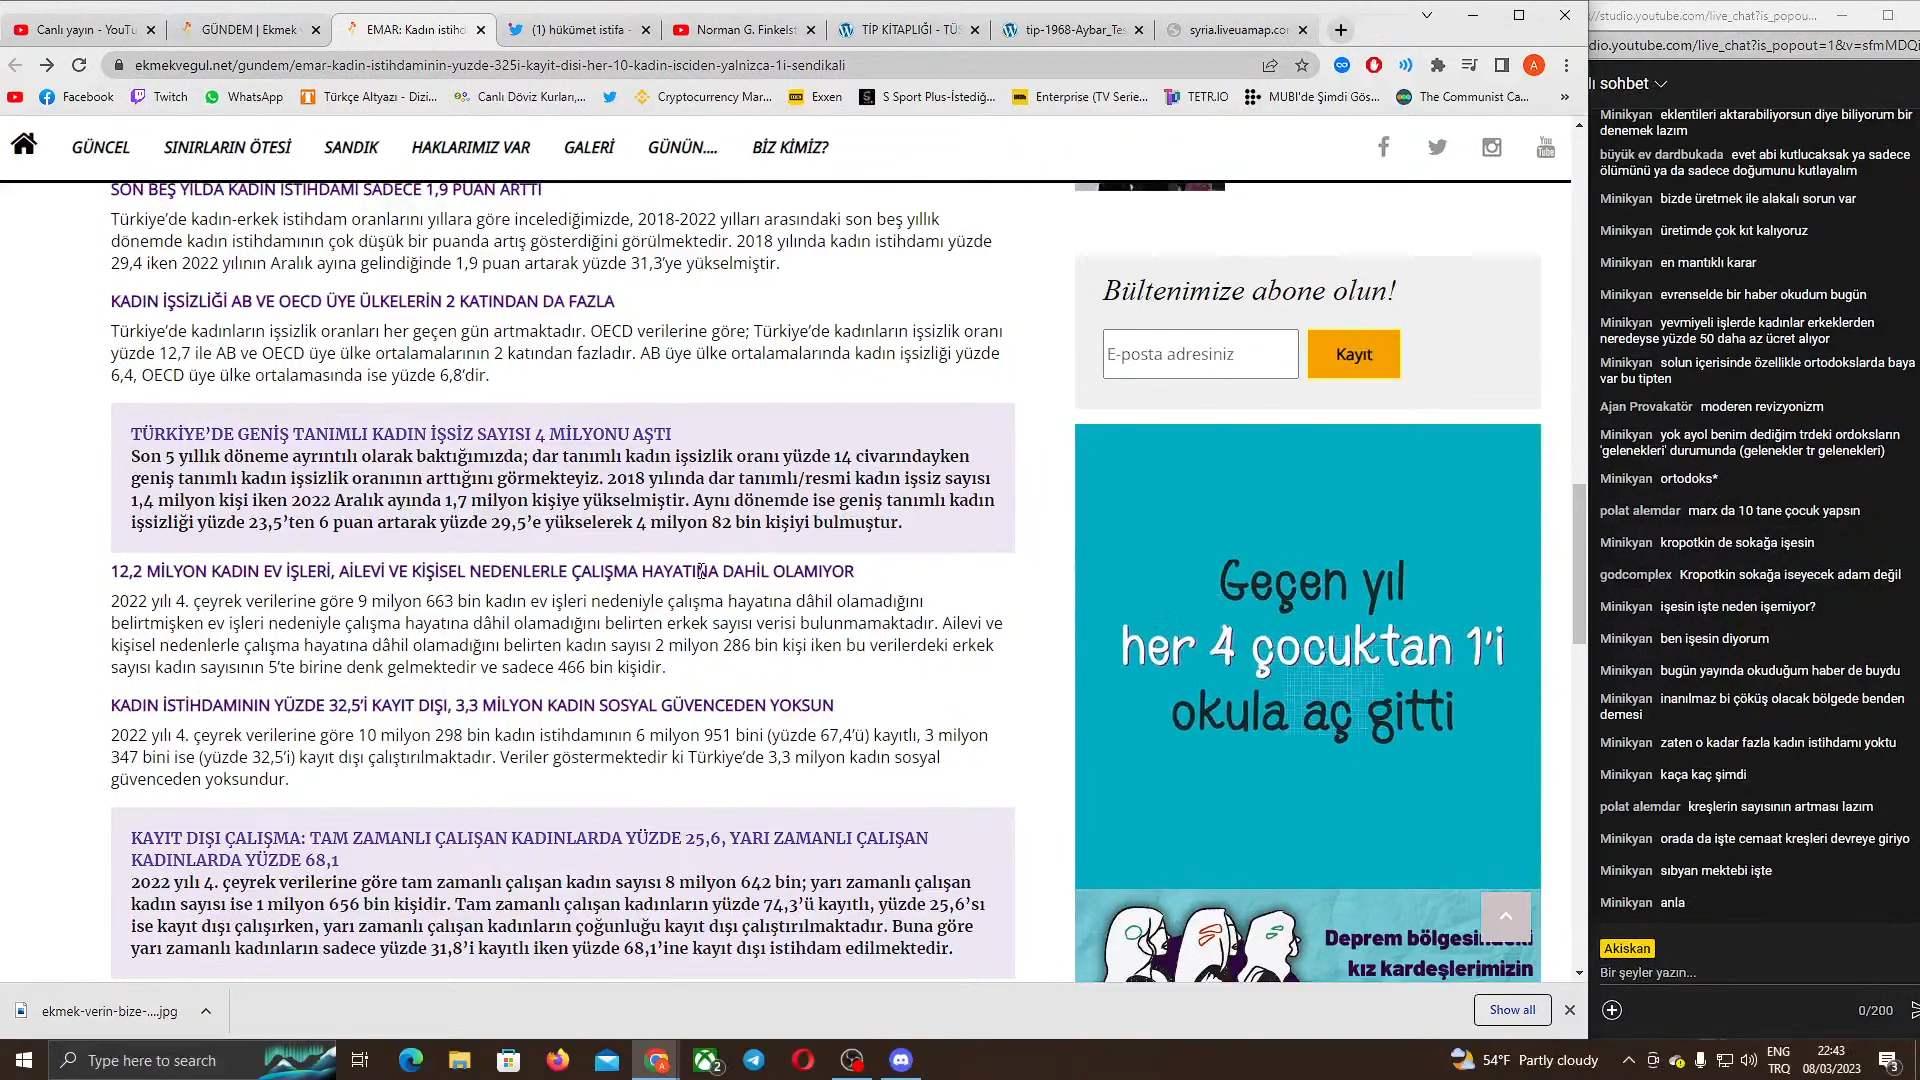 Canlı yayın - YouTu
GÜNDEM | Ekmek
EMAR: Kadın istihd
(1) hükümet istifa -
Norman G. Finkelst
TİP KİTAPLIĞI - TÜS
tip-1968-Aybar_Tes
syria.liveuamap.co
ekmekvegul.net/gundem/emar-kadin-istihdaminin-yuzde-325i-kayit-disi-her-10-kadin-isciden-yalnizca-1i-sendikali
Facebook
Twitch
WhatsApp
Türkçe Altyazı - Dizi...
Canlı Döviz Kurları,...
Cryptocurrency Mar...
Exxen
S Sport Plus-İstediğ...
Enterprise (TV Serie...
TETR.IO
MUBI'de Şimdi Gös...
The Communist Ca...
»
GÜNCEL
SINIRLARIN ÖTESİ
SANDIK
HAKLARIMIZ VAR
GALERİ
GÜNÜN....
BİZ KİMİZ?
You
Tube
SON BEŞ YILDA KADIN İSTİHDAMI SADECE 1,9 PUAN ARTTI
Türkiye’de kadın-erkek istihdam oranlarını yıllara göre incelediğimizde, 2018-2022 yılları arasındaki son beş yıllık
dönemde kadın istihdamının çok düşük bir puanda artış gösterdiğini görülmektedir. 2018 yılında kadın istihdamı yüzde
29,4 iken 2022 yılının Aralık ayına gelindiğinde 1,9 puan artarak yüzde 31,3’ye yükselmiştir.
KADIN İŞSİZLİĞİ AB VE OECD ÜYE ÜLKELERİN 2 KATINDAN DA FAZLA
Türkiye’de kadınların işsizlik oranları her geçen gün artmaktadır. OECD verilerine göre; Türkiye’de kadınların işsizlik oranı
yüzde 12,7 ile AB ve OECD üye ülke ortalamalarının 2 katından fazladır. AB üye ülke ortalamalarında kadın işsizliği yüzde
6,4, OECD üye ülke ortalamasında ise yüzde 6,8’dir.
TÜRKİYE’DE GENİŞ TANIMLI KADIN İŞSİZ SAYISI 4 MİLYONU AŞTI
Son 5 yıllık döneme ayrıntılı olarak baktığımızda; dar tanımlı kadın işsizlik oranı yüzde 14 civarındayken
geniş tanımlı kadın işsizlik oranının arttığını görmekteyiz. 2018 yılında dar tanımlı/resmi kadın işsiz sayısı
1,4 milyon kişi iken 2022 Aralık ayında 1,7 milyon kişiye yükselmiştir. Aynı dönemde ise geniş tanımlı kadın
işsizliği yüzde 23,5’ten 6 puan artarak yüzde 29,5’e yükselerek 4 milyon 82 bin kişiyi bulmuştur.
12,2 MİLYON KADIN EV İŞLERİ, AİLEVİ VE KİŞİSEL NEDENLERLE ÇALIŞMA HAYATINA DAHİL OLAMIYOR
2022 yılı 4. çeyrek verilerine göre 9 milyon 663 bin kadın ev işleri nedeniyle çalışma hayatına dâhil olamadığını
belirtmişken ev işleri nedeniyle çalışma hayatına dâhil olamadığını belirten erkek sayısı verisi bulunmamaktadır. Ailevi ve
kişisel nedenlerle çalışma hayatına dâhil olamadığını belirten kadın sayısı 2 milyon 286 bin kişi iken bu verilerdeki erkek
sayısı kadın sayısının 5’te birine denk gelmektedir ve sadece 466 bin kişidir.
KADIN İSTİHDAMININ YÜZDE 32,5’İ KAYIT DIŞI, 3,3 MİLYON KADIN SOSYAL GÜVENCEDEN YOKSUN
2022 yılı 4. çeyrek verilerine göre 10 milyon 298 bin kadın istihdamının 6 milyon 951 bini (yüzde 67,4’ü) kayıtlı, 3 milyon
347 bini ise (yüzde 32,5’i) kayıt dışı çalıştırılmaktadır. Veriler göstermektedir ki Türkiye’de 3,3 milyon kadın sosyal
güvenceden yoksundur.
KAYIT DIŞI ÇALIŞMA: TAM ZAMANLI ÇALIŞAN KADINLARDA YÜZDE 25,6, YARI ZAMANLI ÇALIŞAN
KADINLARDA YÜZDE 68,1
2022 yılı 4. çeyrek verilerine göre tam zamanlı çalışan kadın sayısı 8 milyon 642 bin; yarı zamanlı çalışan
kadın sayısı ise 1 milyon 656 bin kişidir. Tam zamanlı çalışan kadınların yüzde 74,3’ü kayıtlı, yüzde 25,6’sı
ise kayıt dışı çalışırken, yarı zamanlı çalışan kadınların çoğunluğu kayıt dışı çalıştırılmaktadır. Buna göre
yarı zamanlı kadınların sadece yüzde 31,8’i kayıtlı iken yüzde 68,1’ine kayıt dışı istihdam edilmektedir.
Bültenimize abone olun!
E-posta adresiniz
Kayıt
Geçen yıl
her 4 çocuktan 1'i
okula aç gitti
Deprem bölgesindeki
kız kardeşlerimizin
://studio.youtube.com/live_chat?is_popou...
dio.youtube.com/live_chat?is_popout=1&v=sfmMDQi
lı sohbet
Minikyan eklentileri aktarabiliyorsun diye biliyorum bir
denemek lazım
büyük ev dardbukada evet abi kutlucaksak ya sadece
ölümünü ya da sadece doğumunu kutlayalım
Minikyan bizde üretmek ile alakalı sorun var
Minikyan üretimde çok kıt kalıyoruz
Minikyan en mantıklı karar
Minikyan evrenselde bir haber okudum bugün
Minikyan yevmiyeli işlerde kadınlar erkeklerden
neredeyse yüzde 50 daha az ücret alıyor
Minikyan solun içerisinde özellikle ortodokslarda baya
var bu tipten
Ajan Provakatör moderen revizyonizm
Minikyan yok ayol benim dediğim trdeki ordoksların
'gelenekleri' durumunda (gelenekler tr gelenekleri)
Minikyan ortodoks*
polat alemdar marx da 10 tane çocuk yapsın
Minikyan kropotkin de sokağa işesin
godcomplex Kropotkin sokağa iseyecek adam değil
Minikyan işesin işte neden işemiyor?
Minikyan ben işesin diyorum
Minikyan bugün yayında okuduğum haber de buydu
Minikyan inanılmaz bi çöküş olacak bölgede benden
demesi
Minikyan zaten o kadar fazla kadın istihdamı yoktu
Minikyan kaça kaç şimdi
polat alemdar kreşlerin sayısının artması lazım
Minikyan orada da işte cemaat kreşleri devreye giriyo
Minikyan sıbyan mektebi işte
Minikyan anla
Akiskan
Bir şeyler yazın...
0/200
ekmek-verin-bize-....jpg
Show all
Type here to search
54°F Partly cloudy
ENG
TRQ
22:43
08/03/2023